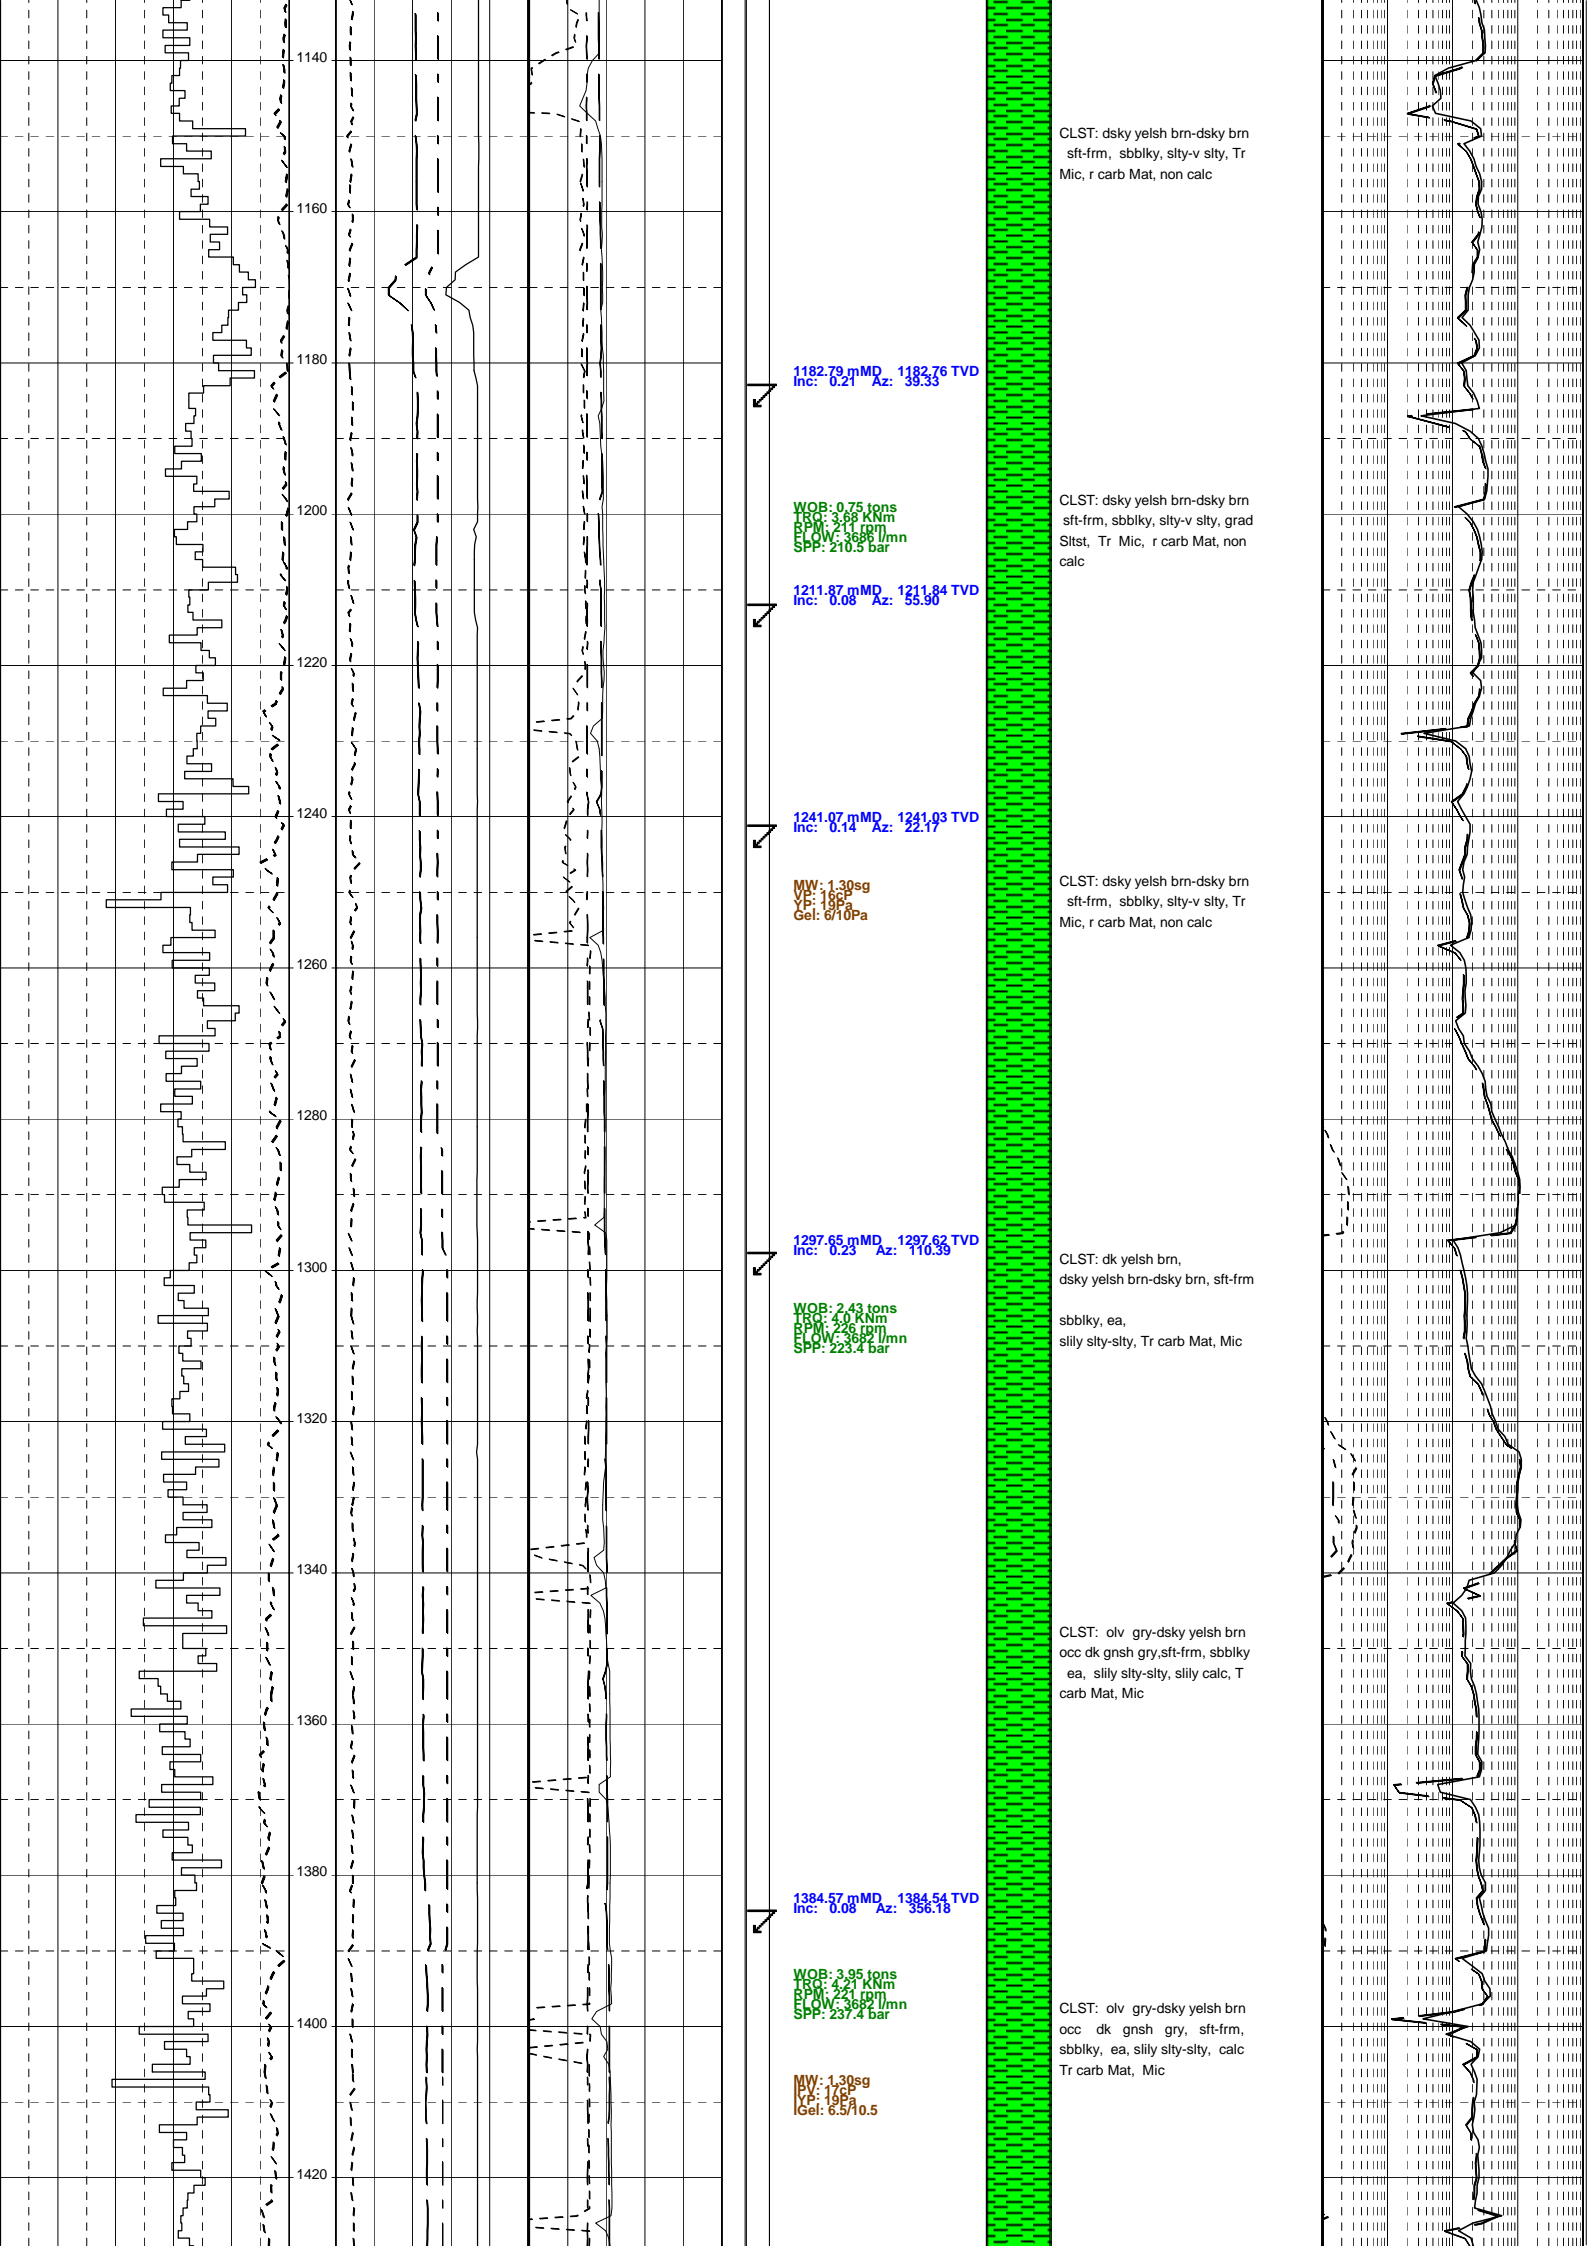 1140
CLST: dsky yelsh brn-dsky brn
sft-frm, sbblky, slty-v slty, Tr
Mic, r carb Mat, non calc
1160
1180
1182.79 mMD 1182.76 TVD
Inc: 0.21 Az: 39.33
1200
WOB: 0.75 tons
TRQ: 3.68 KNm
RPM: 211 rpm
FLOW: 3686 l/mn
SPP: 210.5 bar
CLST: dsky yelsh brn-dsky brn
sft-frm, sbblky, slty-v slty, grad
Sltst, Tr Mic, r carb Mat, non
calc
1211.87 mMD 1211.84 TVD
Inc: 0.08 Az: 55.90
1220
1240
1241.07 mMD 1241.03 TVD
Inc: 0.14 Az: 22.17
MW: 1.30sg
VP: 16cP
YP: 19Pa
Gel: 6/10Pa
CLST: dsky yelsh brn-dsky brn
sft-frm, sbblky, slty-v slty, Tr
Mic, r carb Mat, non calc
1260
1280
1297.65 mMD 1297.62 TVD
Inc: 0.23 Az: 110.39
1300
CLST: dk yelsh brn,
dsky yelsh brn-dsky brn, sft-frm
sbblky, ea,
slily slty-slty, Tr carb Mat, Mic
WOB: 2.43 tons
TRQ: 4.0 KNm
RPM: 226 rpm
FLOW: 3682 l/mn
SPP: 223.4 bar
1320
1340
CLST: olv gry-dsky yelsh brn
occ dk gnsh gry,sft-frm, sbblky
ea, slily slty-slty, slily calc, T
carb Mat, Mic
1360
1380
1384.57 mMD 1384.54 TVD
Inc: 0.08 Az: 356.18
WOB: 3.95 tons
TRQ: 4.21 KNm
RPM: 221 rpm
FLOW: 3682 l/mn
SPP: 237.4 bar
1400
CLST: olv gry-dsky yelsh brn
occ dk gnsh gry, sft-frm,
sbblky, ea, slily slty-slty, calc
Tr carb Mat, Mic
MW: 1.30sg
IPV: 17cP
IYP: 19Pa
IGel: 6.5/10.5
1420